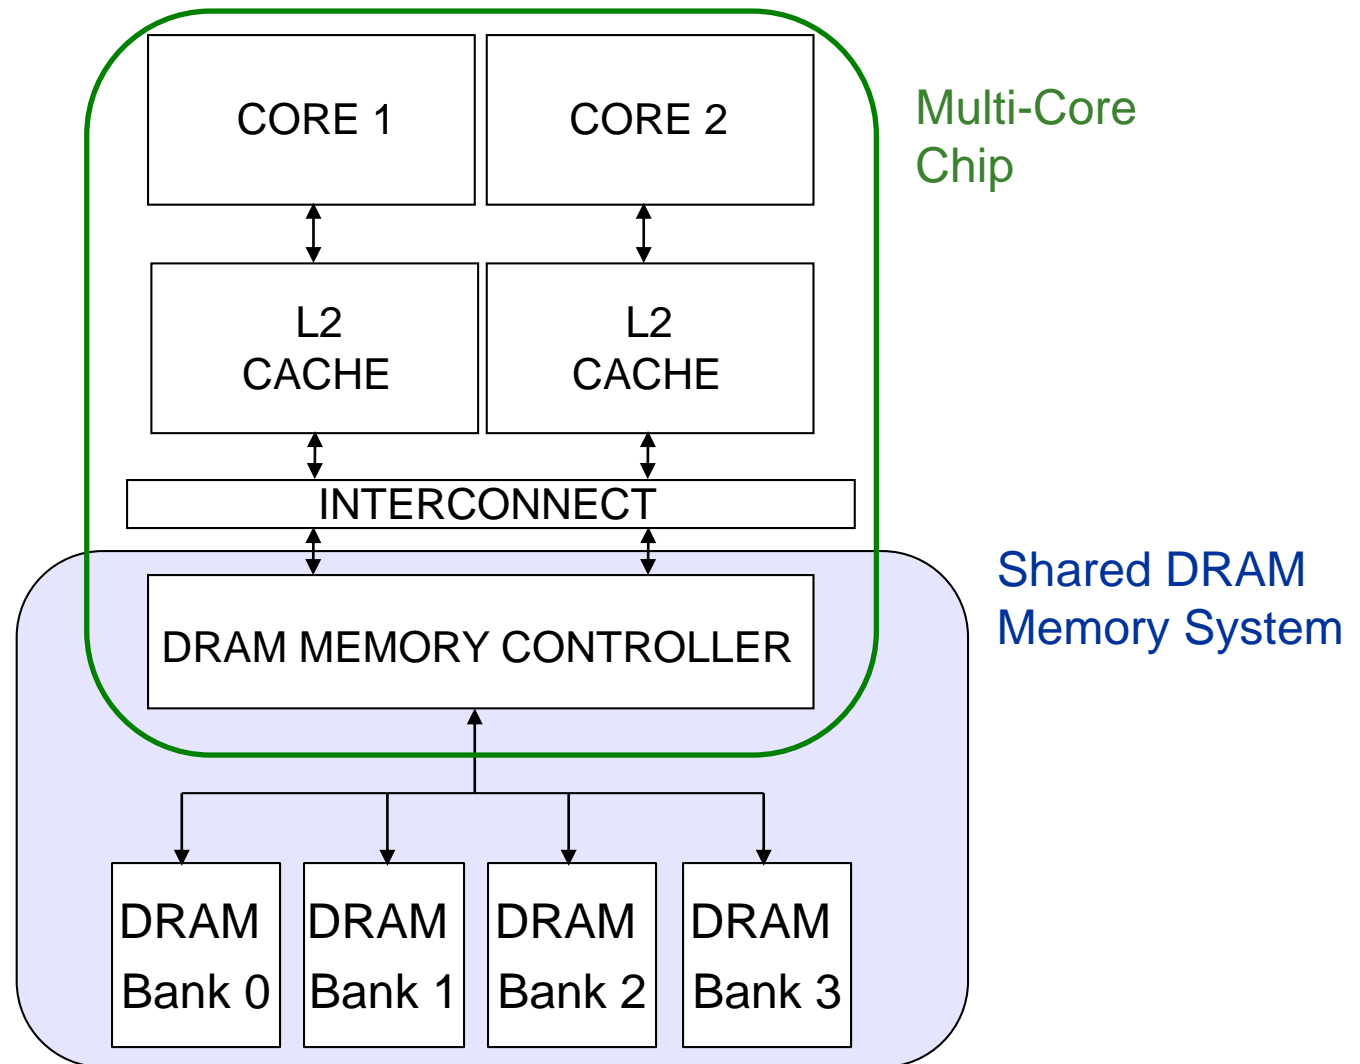 CORE 1
CORE 2
Multi-Core
Chip
L2
CACHE
L2
CACHE
INTERCONNECT
Shared DRAM
Memory System
DRAM MEMORY CONTROLLER
DRAM
Bank 0
DRAM
Bank 1
DRAM
Bank 2
DRAM
Bank 3